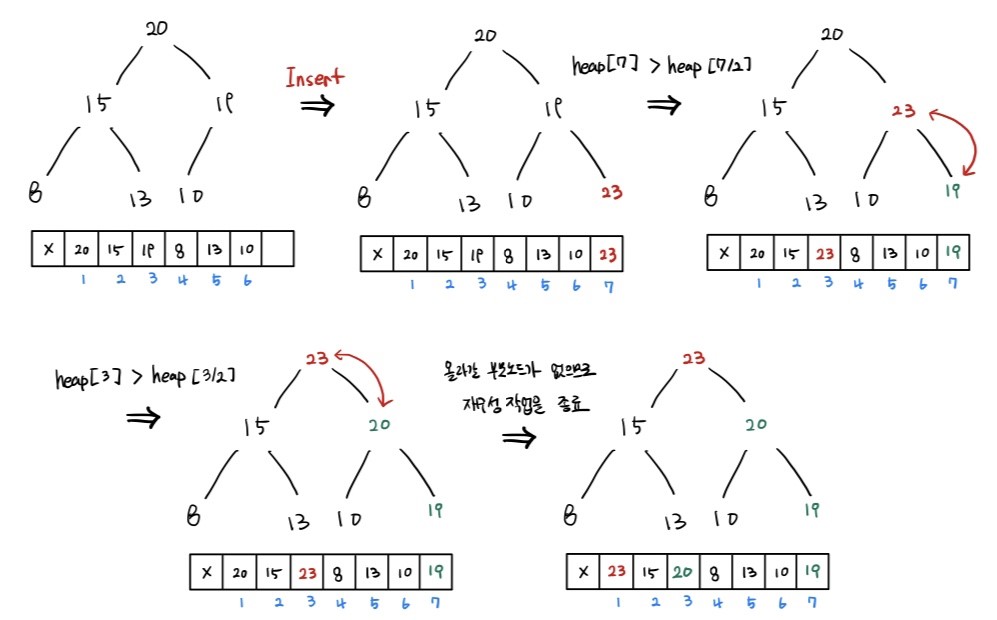 20
15 19
8 13 10
X 20 15 19 8 13 10
1 2 3 4 5 6
Insert
⇒
20
15 19
8 13 10 23
X 20 15 19 8 13 10 23
1 2 3 4 5 6 7
heap[7] > heap[7/2]
⇒
20
15 23
8 13 10 19
X 20 15 23 8 13 10 19
1 2 3 4 5 6 7
heap[3] > heap[3/2]
⇒
23
15 20
8 13 10 19
X 20 15 23 8 13 10 19
1 2 3 4 5 6 7
올라갈 부모노드가 없으므로
재구성 작업을 종료
⇒
23
15 20
8 13 10 19
X 23 15 20 8 13 10 19
1 2 3 4 5 6 7